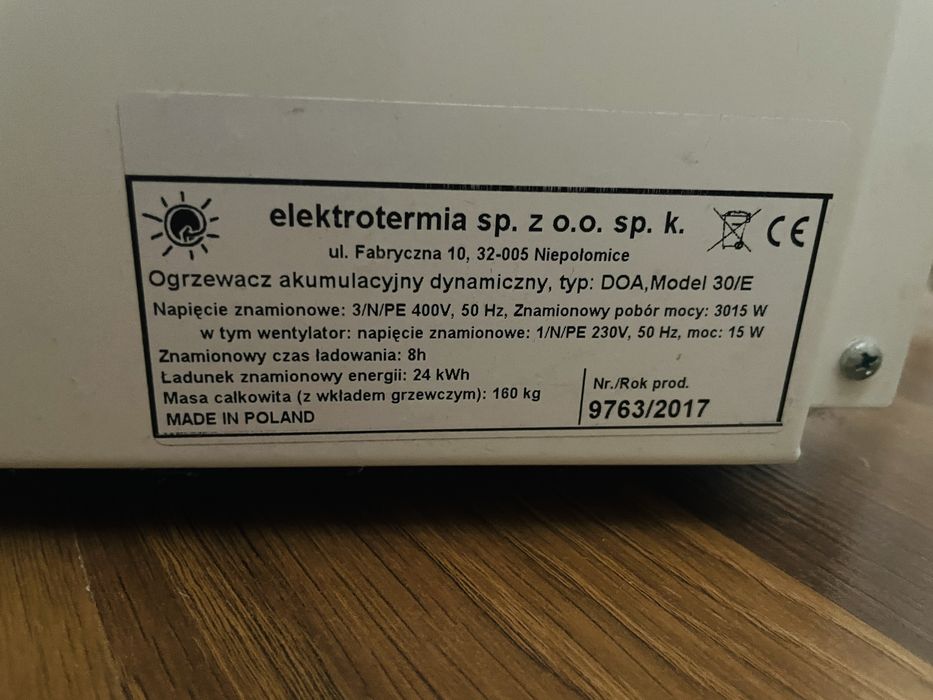 elektrotermia sp. z o.o. sp. k.
CE
ul. Fabryczna 10, 32-005 Niepołomice
Ogrzewacz akumulacyjny dynamiczny, typ: DOA,Model 30/E
Napięcie znamionowe: 3/N/PE 400V, 50 Hz, Znamionowy pobór mocy: 3015 W
w tym wentylator: napięcie znamionowe: 1/N/PE 230V, 50 Hz, moc: 15 W
Znamionowy czas ładowania: 8h
Ładunek znamionowy energii: 24 kWh
Masa całkowita (z wkładem grzewczym): 160 kg
MADE IN POLAND
Nr./Rok prod.
9763/2017